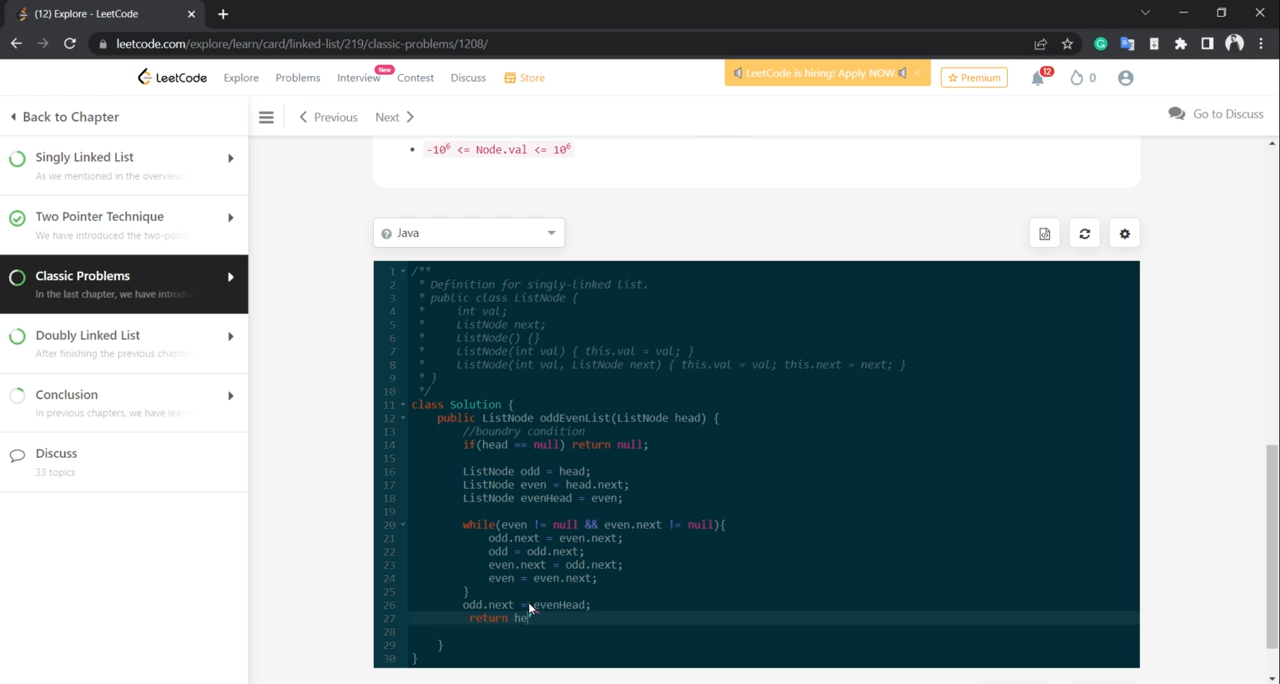 (12) Explore - LeetCode
leetcode.com/explore/learn/card/linked-list/219/classic-problems/1208/
LeetCode Explore Problems Interview New Contest Discuss Store LeetCode is hiring! Apply NOW. Premium 12 0
Back to Chapter
Previous Next Go to Discuss
Singly Linked List
As we mentioned in the overview,
Two Pointer Technique
We have introduced the two-point
Classic Problems
In the last chapter, we have introdu
Doubly Linked List
After finishing the previous chapte
Conclusion
In previous chapters, we have lear
Discuss
33 topics
-10⁶ <= Node.val <= 10⁶
Java
1 /**
2 * Definition for singly-linked list.
3 * public class ListNode {
4 * int val;
5 * ListNode next;
6 * ListNode() {}
7 * ListNode(int val) { this.val = val; }
8 * ListNode(int val, ListNode next) { this.val = val; this.next = next; }
9 * }
10 */
11 class Solution {
12 public ListNode oddEvenList(ListNode head) {
13 //boundry condition
14 if(head == null) return null;
15
16 ListNode odd = head;
17 ListNode even = head.next;
18 ListNode evenHead = even;
19
20 while(even != null && even.next != null){
21 odd.next = even.next;
22 odd = odd.next;
23 even.next = odd.next;
24 even = even.next;
25 }
26 odd.next = evenHead;
27 return he
28
29 }
30 }